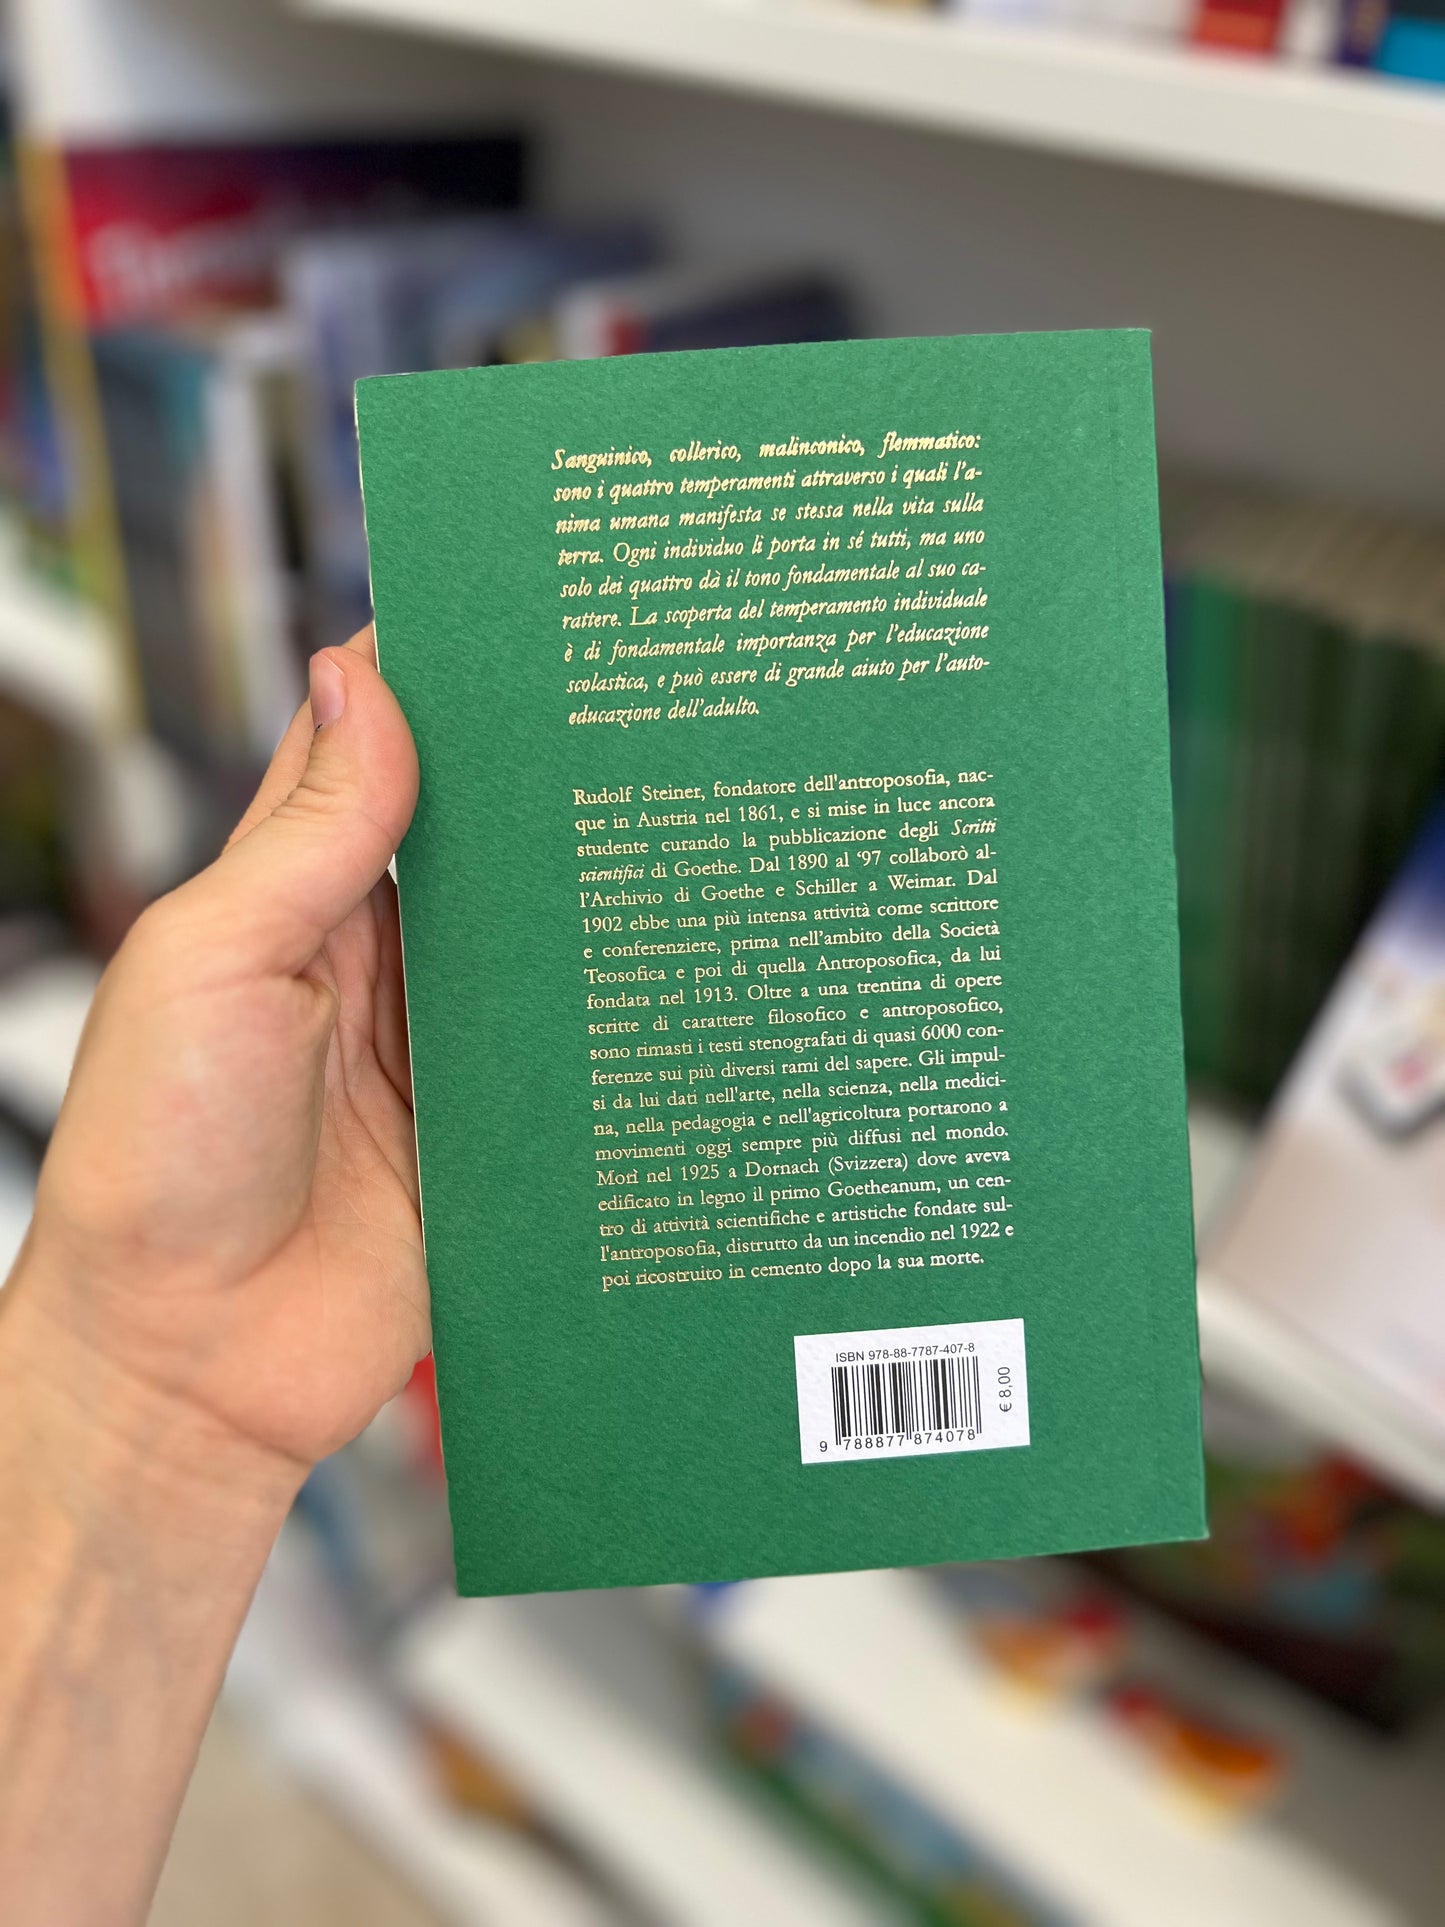 Sanguinico, collerico, malinconico, flemmatico:
sono i quattro temperamenti attraverso i quali l'a-
nima umana manifesta se stessa nella vita sulla
terra. Ogni individuo li porta in sé tutti, ma uno
solo dei quattro dà il tono fondamentale al suo ca-
rattere. La scoperta del temperamento individuale
è di fondamentale importanza per l'educazione
scolastica, e può essere di grande aiuto per l'auto-
educazione dell'adulto.
Rudolf Steiner, fondatore dell'antroposofia, nac-
que in Austria nel 1861, e si mise in luce ancora
studente curando la pubblicazione degli Scritti
scientifici di Goethe. Dal 1890 al ‘97 collaborò al-
l’Archivio di Goethe e Schiller a Weimar. Dal
1902 ebbe una più intensa attività come scrittore
e conferenziere, prima nell’ambito della Società
Teosofica e poi di quella Antroposofica, da lui
fondata nel 1913. Oltre a una trentina di opere
scritte di carattere filosofico e antroposofico,
sono rimasti i testi stenografati di quasi 6000 con-
ferenze sui più diversi rami del sapere. Gli impul-
si da lui dati nell'arte, nella scienza, nella medici-
na, nella pedagogia e nell'agricoltura portarono a
movimenti oggi sempre più diffusi nel mondo.
Morì nel 1925 a Dornach (Svizzera) dove aveva
edificato in legno il primo Goetheanum, un cen-
tro di attività scientifiche e artistiche fondate sul-
l'antroposofia, distrutto da un incendio nel 1922 e
poi ricostruito in cemento dopo la sua morte.
ISBN 978-88-7787-407-8
€ 8,00
9 788877 874078